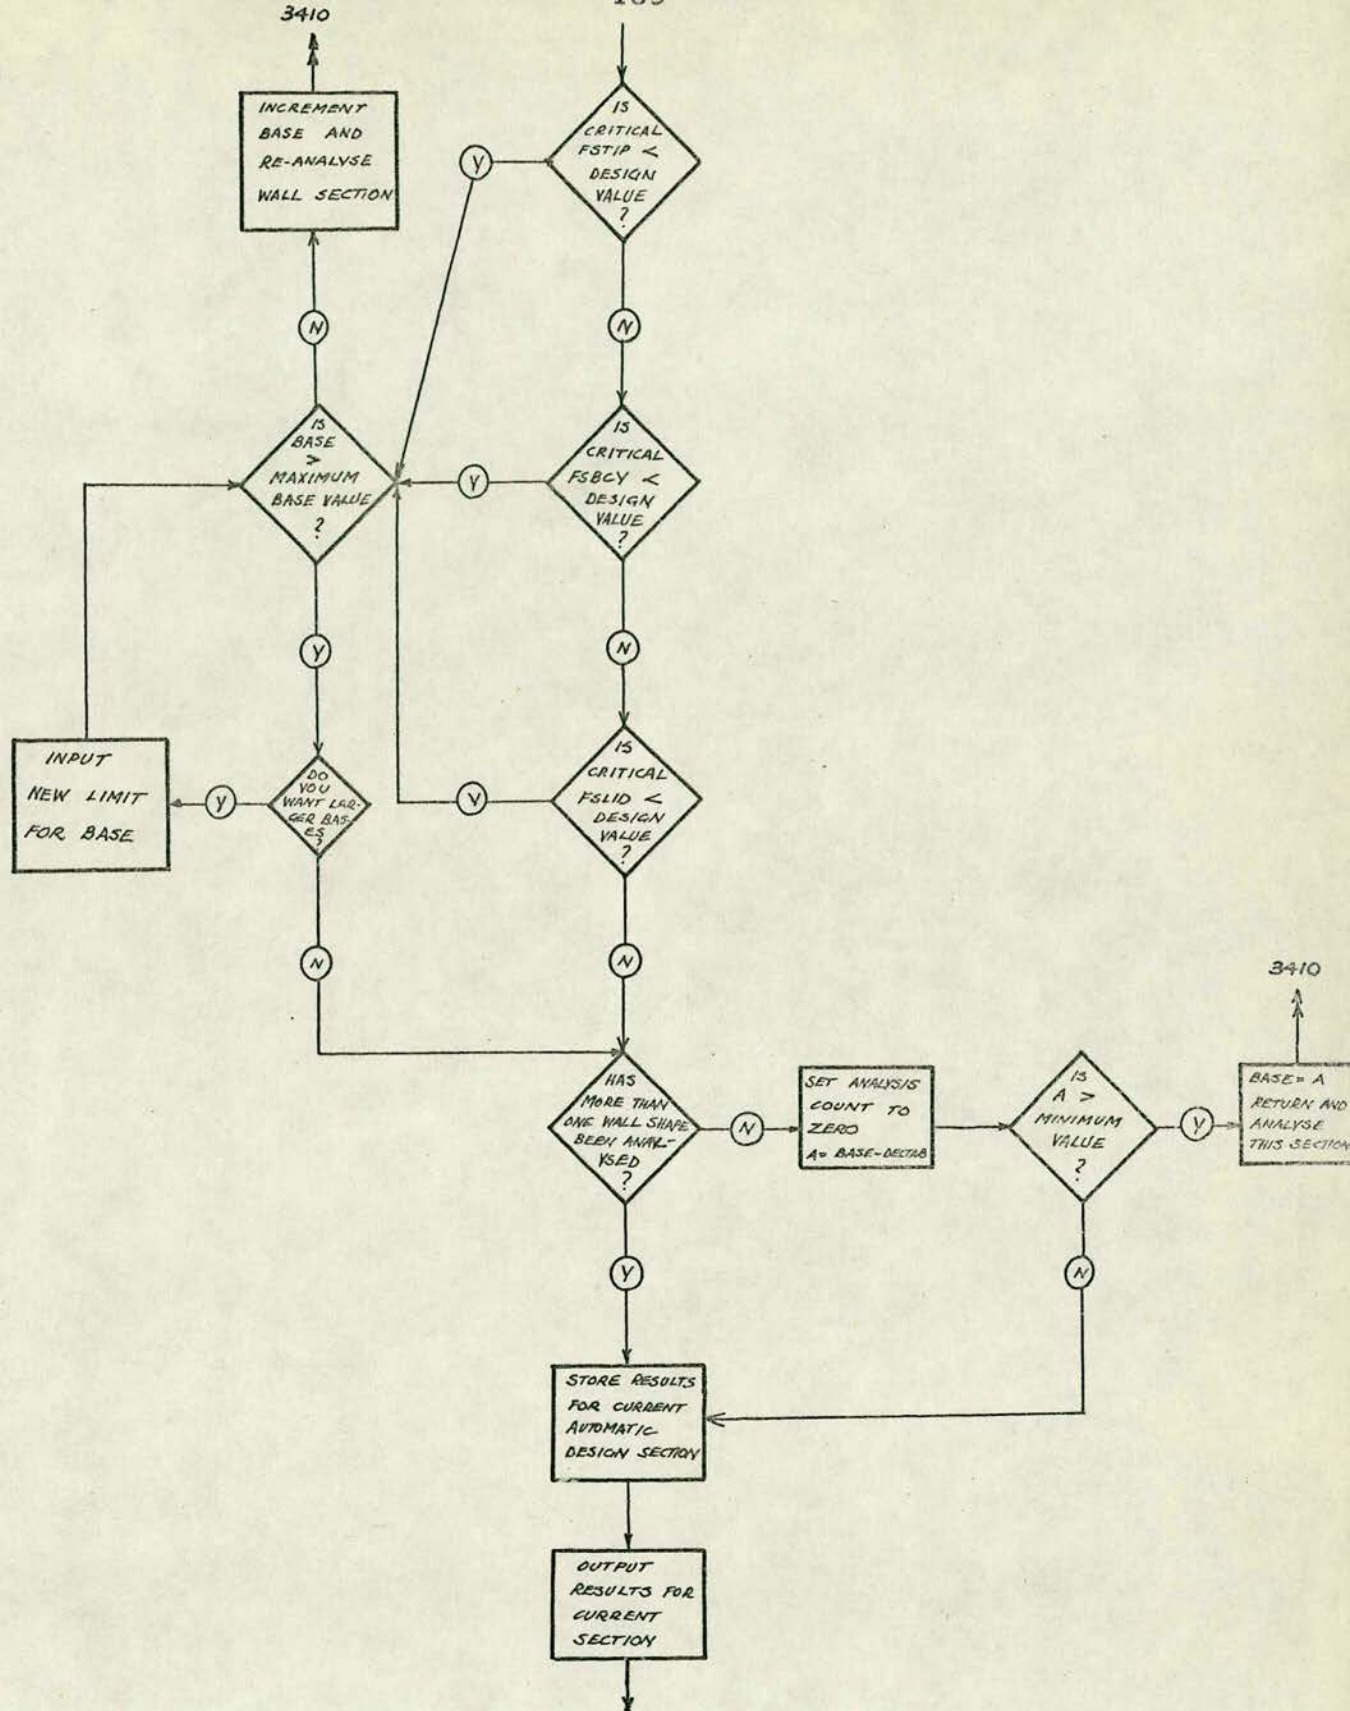 3410
INCREMENT
BASE AND
RE-ANALYSE
WALL SECTION
IS
CRITICAL
FSTIP <
DESIGN
VALUE
?
Y
N
N
IS
BASE
>
MAXIMUM
BASE VALUE
?
Y
IS
CRITICAL
FSBCY <
DESIGN
VALUE
?
Y
N
INPUT
NEW LIMIT
FOR BASE
Y
DO
YOU
WANT LAR-
GER BAS-
ES
?
Y
IS
CRITICAL
FSLID <
DESIGN
VALUE
?
N
N
3410
HAS
MORE THAN
ONE WALL SHAPE
BEEN ANAL-
YSED
?
N
SET ANALYSIS
COUNT TO
ZERO
A= BASE-DELTAB
IS
A >
MINIMUM
VALUE
?
Y
BASE= A
RETURN AND
ANALYSE
THIS SECTION
Y
N
STORE RESULTS
FOR CURRENT
AUTOMATIC
DESIGN SECTION
OUTPUT
RESULTS FOR
CURRENT
SECTION